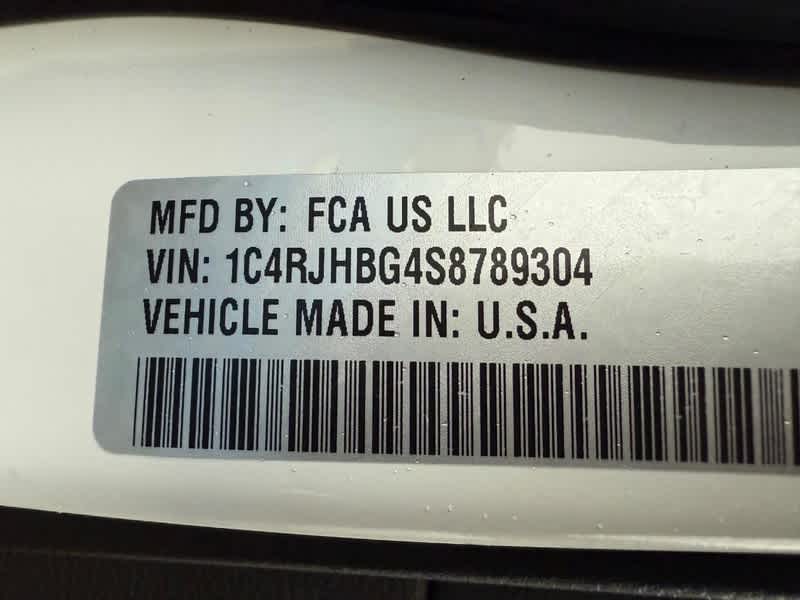 MFD BY: FCA US LLC
VIN: 1C4RJHBG4S8789304
VEHICLE MADE IN: U.S.A.